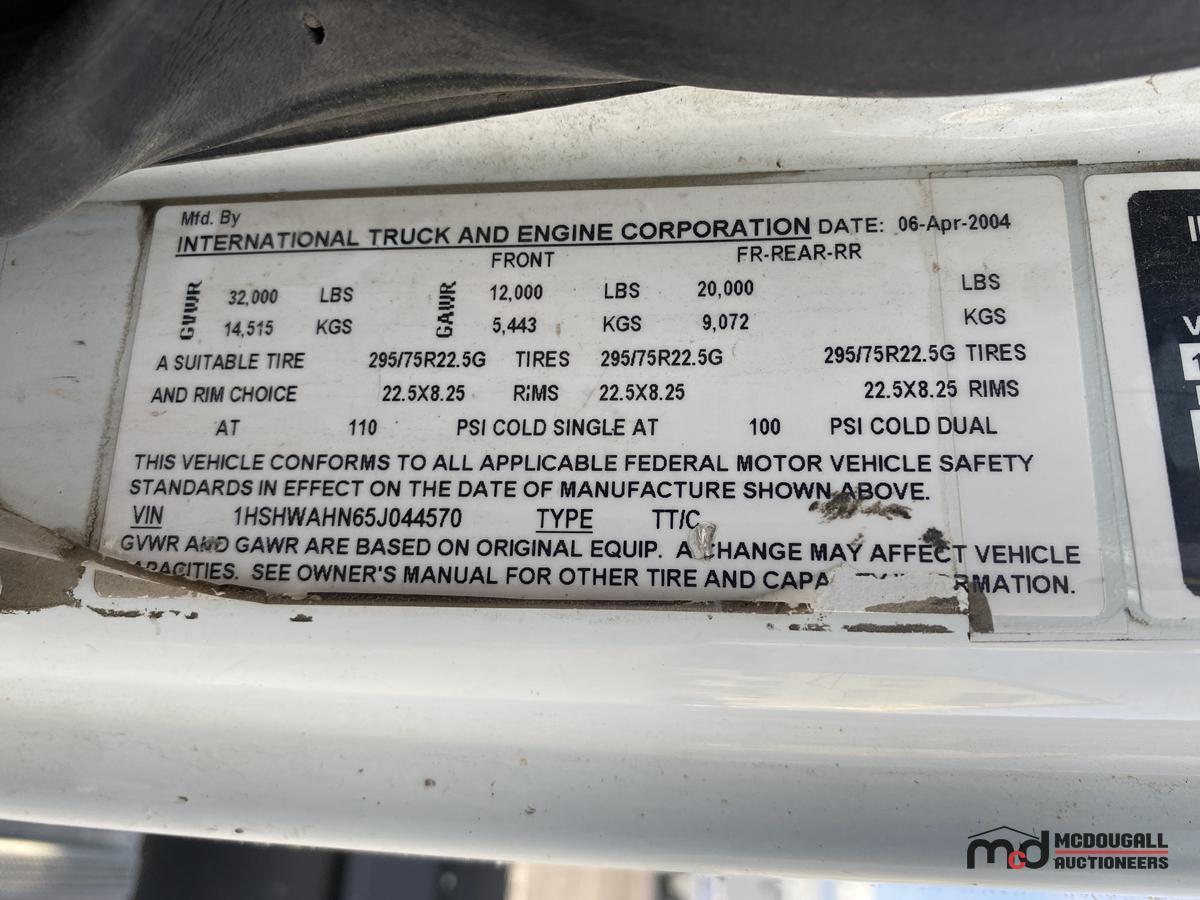 Mfd. By
INTERNATIONAL TRUCK AND ENGINE CORPORATION DATE: 06-Apr-2004
FRONT FR-REAR-RR
GVWR 32,000 LBS GAWR 12,000 LBS 20,000 LBS
14,515 KGS 5,443 KGS 9,072 KGS
A SUITABLE TIRE 295/75R22.5G TIRES 295/75R22.5G 295/75R22.5G TIRES
AND RIM CHOICE 22.5X8.25 RIMS 22.5X8.25 22.5X8.25 RIMS
AT 110 PSI COLD SINGLE AT 100 PSI COLD DUAL
THIS VEHICLE CONFORMS TO ALL APPLICABLE FEDERAL MOTOR VEHICLE SAFETY
STANDARDS IN EFFECT ON THE DATE OF MANUFACTURE SHOWN ABOVE.
VIN 1HSHWAHN65J044570 TYPE TT/C
GVWR AND GAWR ARE BASED ON ORIGINAL EQUIP. A CHANGE MAY AFFECT VEHICLE
SEE OWNER'S MANUAL FOR OTHER TIRE AND
mcd MCDOUGALL
AUCTIONEERS